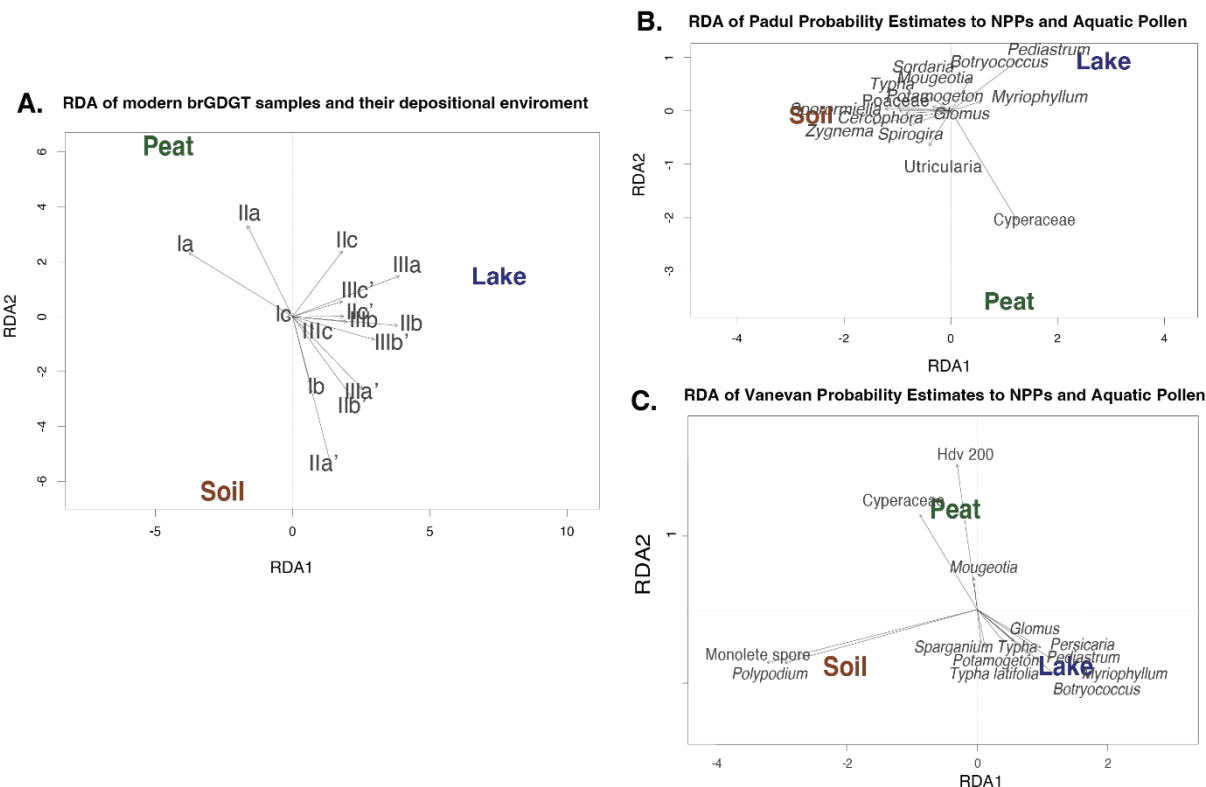 A. RDA of modern brGDGT samples and their depositional enviroment
6
4
2
0
-2
-4
-6
RDA2
Peat
IIa
Ia
IIc
IIIa
Lake
IIIc'
Ic
IIc'
IIIb
IIb
IIIc
IIIb'
Ib
IIIa'
IIb'
IIa'
Soil
-5
0
5
10
RDA1
B. RDA of Padul Probability Estimates to NPPs and Aquatic Pollen
1
0
-1
-2
-3
RDA2
Pediastrum
Botryococcus
Lake
Sordaria
Mougeotia
Typha
Potamogeton
Myriophyllum
Poaceae
Sporormiella
Soil
Cercophora
Glomus
Zygnema
Spirogira
Utricularia
Cyperaceae
Peat
-4
-2
0
2
4
RDA1
C. RDA of Vanevan Probability Estimates to NPPs and Aquatic Pollen
1
RDA2
Hdv 200
Cyperaceae
Peat
Mougeotia
Glomus
Sparganium
Typha
Persicaria
Monolete spore
Potamogeton
Pediastrum
Polypodium
Soil
Lake
Typha latifolia
Myriophyllum
Botryococcus
-4
-2
0
2
RDA1